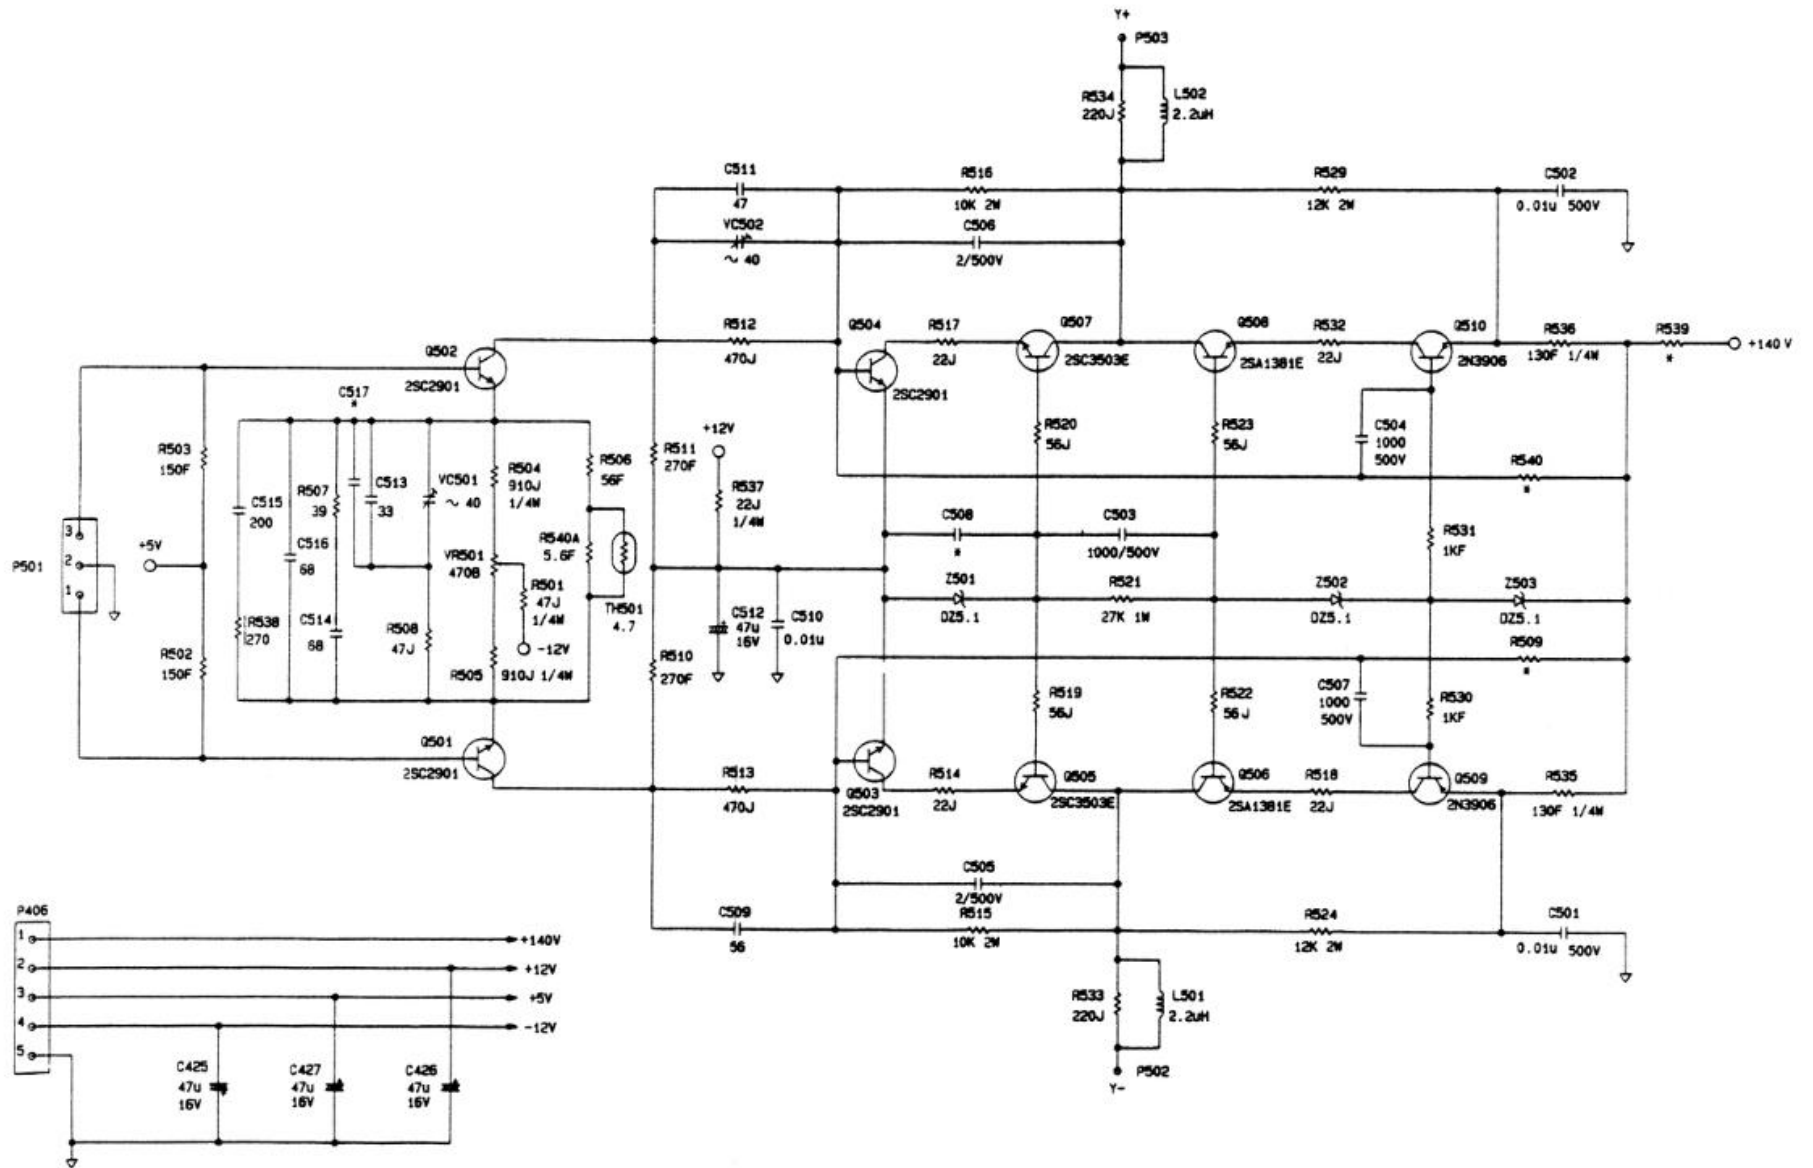 Y+
P503
R534
220J
L502
2.2uH
C511
47
R516
10K 2W
R529
12K 2W
C502
0.01u 500V
VC502
~ 40
C506
2/500V
R512
470J
Q504
2SC2901
R517
22J
Q507
2SC3503E
Q508
2SA1381E
R532
22J
Q510
2N3906
R536
130F 1/4W
R539
*
+140 V
Q502
2SC2901
C517
*
R503
150F
R511
270F
+12V
R537
22J
1/4W
R520
56J
R523
56J
C504
1000
500V
R540
*
R506
56F
R504
910J
1/4W
VC501
~ 40
C513
33
R507
39
C515
200
C516
68
R540A
5.6F
VR501
470B
R501
47J
1/4W
-12V
TH501
4.7
C508
*
C503
1000/500V
R531
1KF
P501
3
2
1
+5V
Z501
DZ5.1
R521
27K 1W
Z502
DZ5.1
Z503
DZ5.1
R538
270
C514
68
R508
47J
R505
910J 1/4W
C512
47u
16V
C510
0.01u
R510
270F
R502
150F
R509
*
R519
56J
R522
56J
C507
1000
500V
R530
1KF
Q501
2SC2901
R513
470J
Q503
2SC2901
R514
22J
Q505
2SC3503E
Q506
2SA1381E
R518
22J
Q509
2N3906
R535
130F 1/4W
C505
2/500V
C509
56
R515
10K 2W
R524
12K 2W
C501
0.01u 500V
R533
220J
L501
2.2uH
P502
Y-
P406
1
+140V
2
+12V
3
+5V
4
-12V
5
C425
47u
16V
C427
47u
16V
C426
47u
16V